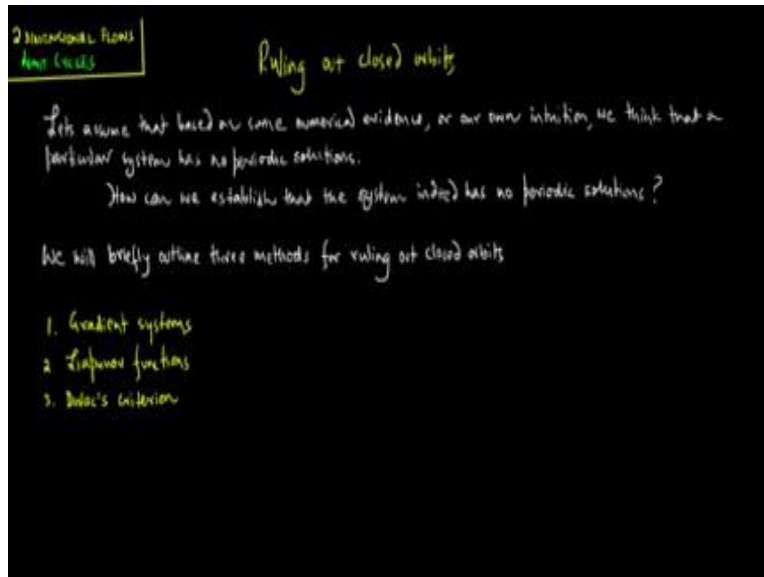 2 DIMENSIONAL FLOWS
LIMIT CYCLES
Ruling out closed orbits
Lets assume that based on some numerical evidence, or our own intuition, we think that a
particular system has no periodic solutions.
How can we establish that the system indeed has no periodic solutions?
We will briefly outline three methods for ruling out closed orbits
1. Gradient systems
2 Liapunov functions
3. Dulac's criterion